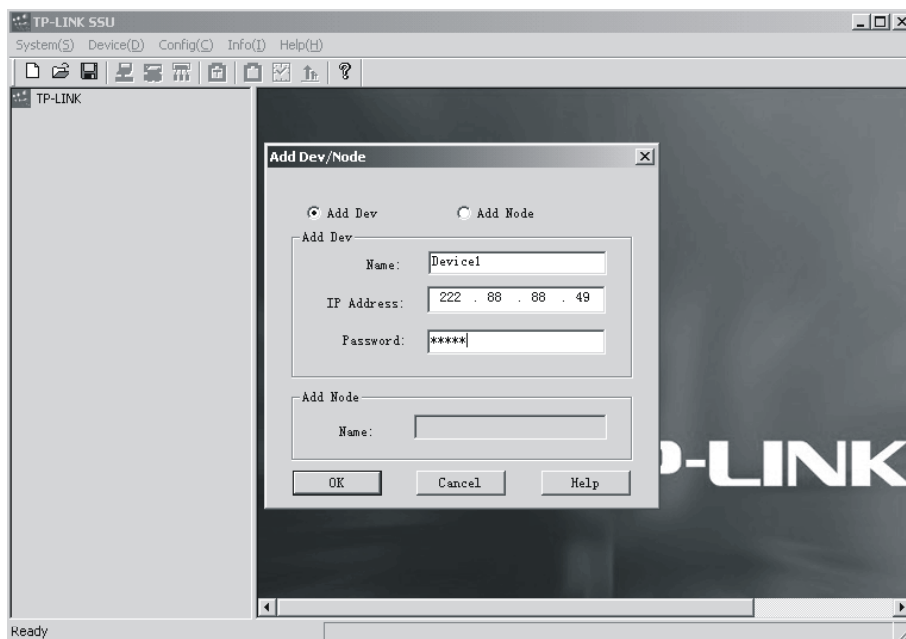 TP-LINK SSU
System(S) Device(D) Config(C) Info(I) Help(H)
TP-LINK
Add Dev/Node
Add Dev Add Node
Add Dev
Name: Device1
IP Address: 222 . 88 . 88 . 49
Password: *****
Add Node
Name:
OK Cancel Help
P-LINK
Ready